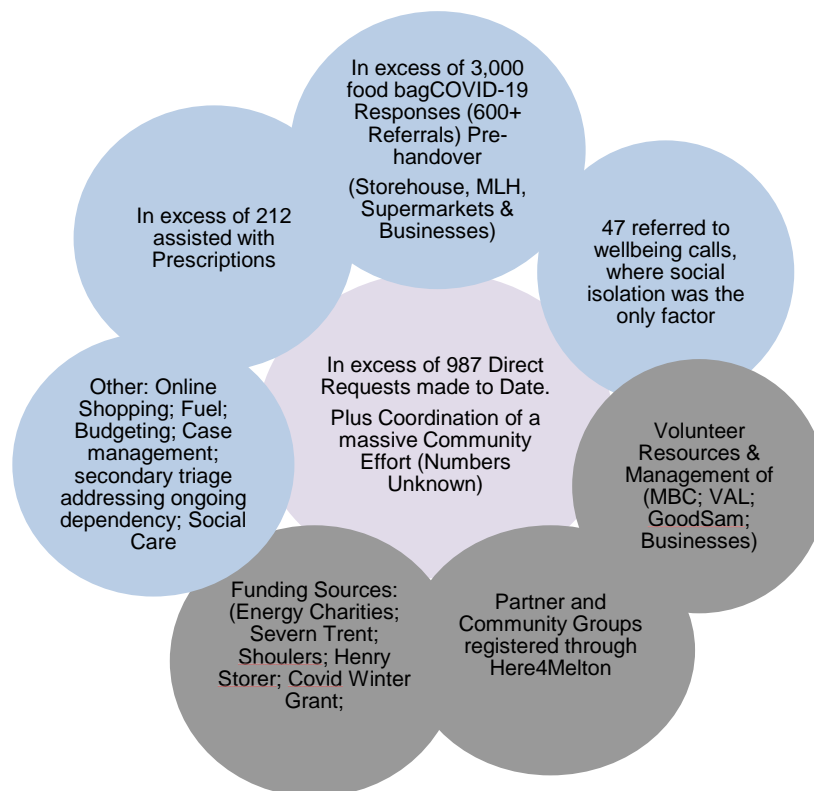 In excess of 3,000
food bagCOVID-19
Responses (600+
Referrals) Pre-
handover
(Storehouse, MLH,
Supermarkets &
Businesses)
In excess of 212
assisted with
Prescriptions
47 referred to
wellbeing calls,
where social
isolation was the
only factor
In excess of 987 Direct
Requests made to Date.
Plus Coordination of a
massive Community
Effort (Numbers
Unknown)
Other: Online
Shopping; Fuel;
Budgeting; Case
management;
secondary triage
addressing ongoing
dependency; Social
Care
Volunteer
Resources &
Management of
(MBC; VAL;
GoodSam;
Businesses)
Funding Sources:
(Energy Charities;
Severn Trent;
Shoulers; Henry
Storer; Covid Winter
Grant;
Partner and
Community Groups
registered through
Here4Melton